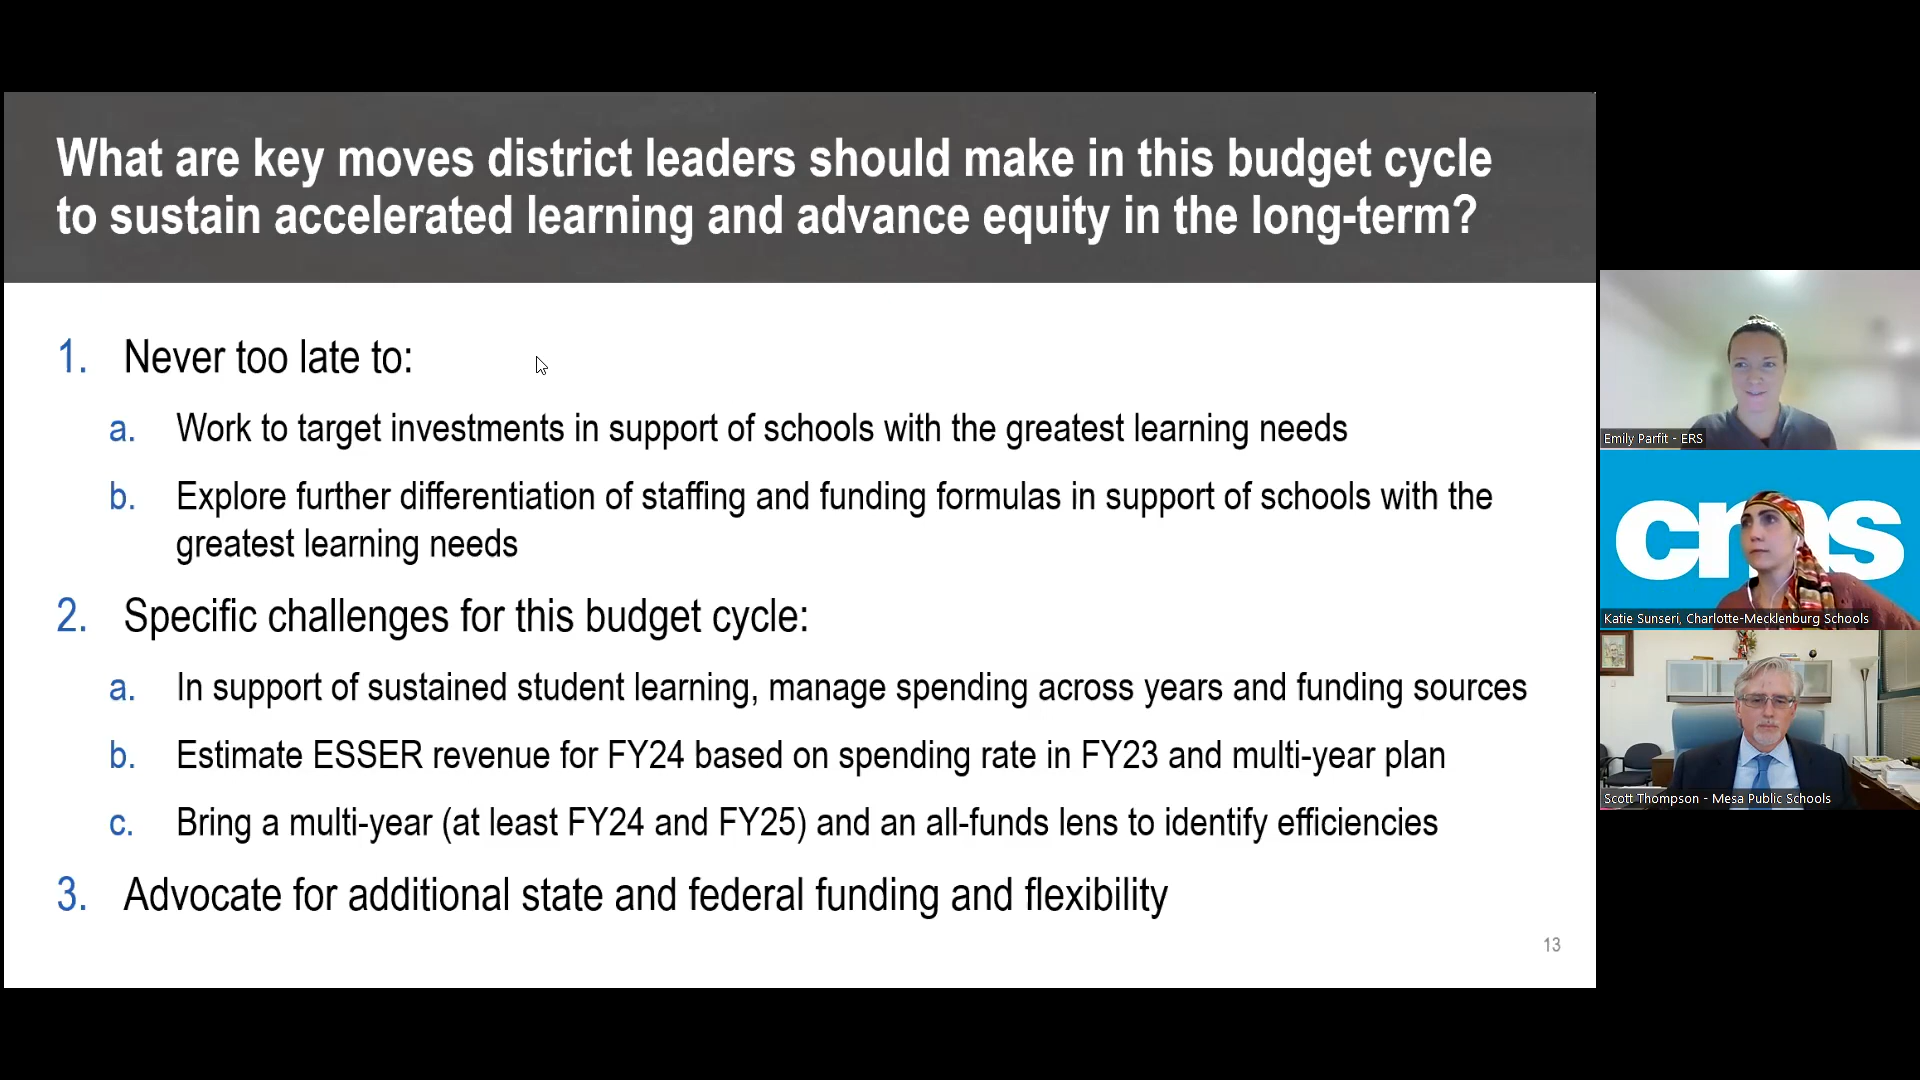 What are key moves district leaders should make in this budget cycle
to sustain accelerated learning and advance equity in the long-term?
1. Never too late to:
a. Work to target investments in support of schools with the greatest learning needs
b. Explore further differentiation of staffing and funding formulas in support of schools with the
greatest learning needs
2. Specific challenges for this budget cycle:
a. In support of sustained student learning, manage spending across years and funding sources
b. Estimate ESSER revenue for FY24 based on spending rate in FY23 and multi-year plan
c. Bring a multi-year (at least FY24 and FY25) and an all-funds lens to identify efficiencies
3. Advocate for additional state and federal funding and flexibility
13
Emily Parfit - ERS
cms
Katie Sunseri, Charlotte-Mecklenburg Schools
Scott Thompson - Mesa Public Schools